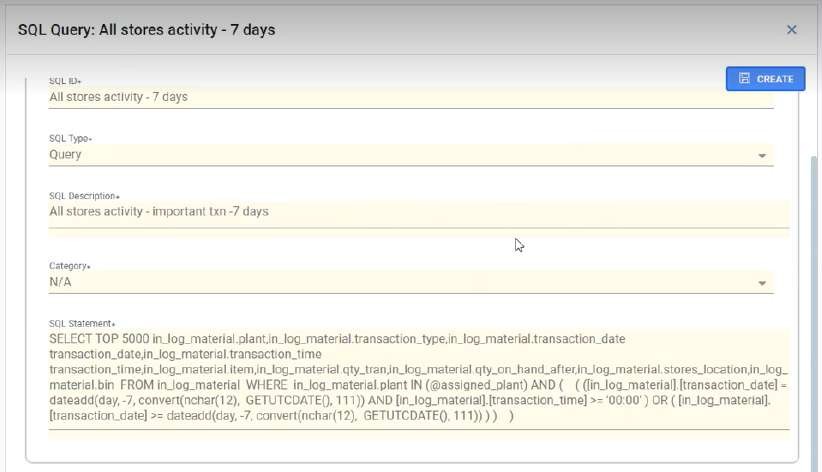 SQL Query: All stores activity - 7 days
CREATE
SQL ID*
All stores activity - 7 days
SQL Type*
Query
SQL Description*
All stores activity - important txn -7 days
Category*
N/A
SQL Statement*
SELECT TOP 5000 in_log_material.plant,in_log_material.transaction_type,in_log_material.transaction_date
transaction_date,in_log_material.transaction_time
transaction_time,in_log_material.item,in_log_material.qty_tran,in_log_material.qty_on_hand_after,in_log_material.stores_location,in_log_
material.bin FROM in_log_material WHERE in_log_material.plant IN (@assigned_plant) AND ( ( ([in_log_material].[transaction_date] =
dateadd(day, -7, convert(nchar(12), GETUTCDATE(), 111)) AND [in_log_material].[transaction_time] >= '00:00' ) OR ( [in_log_material].
[transaction_date] >= dateadd(day, -7, convert(nchar(12), GETUTCDATE(), 111)) ) ) )